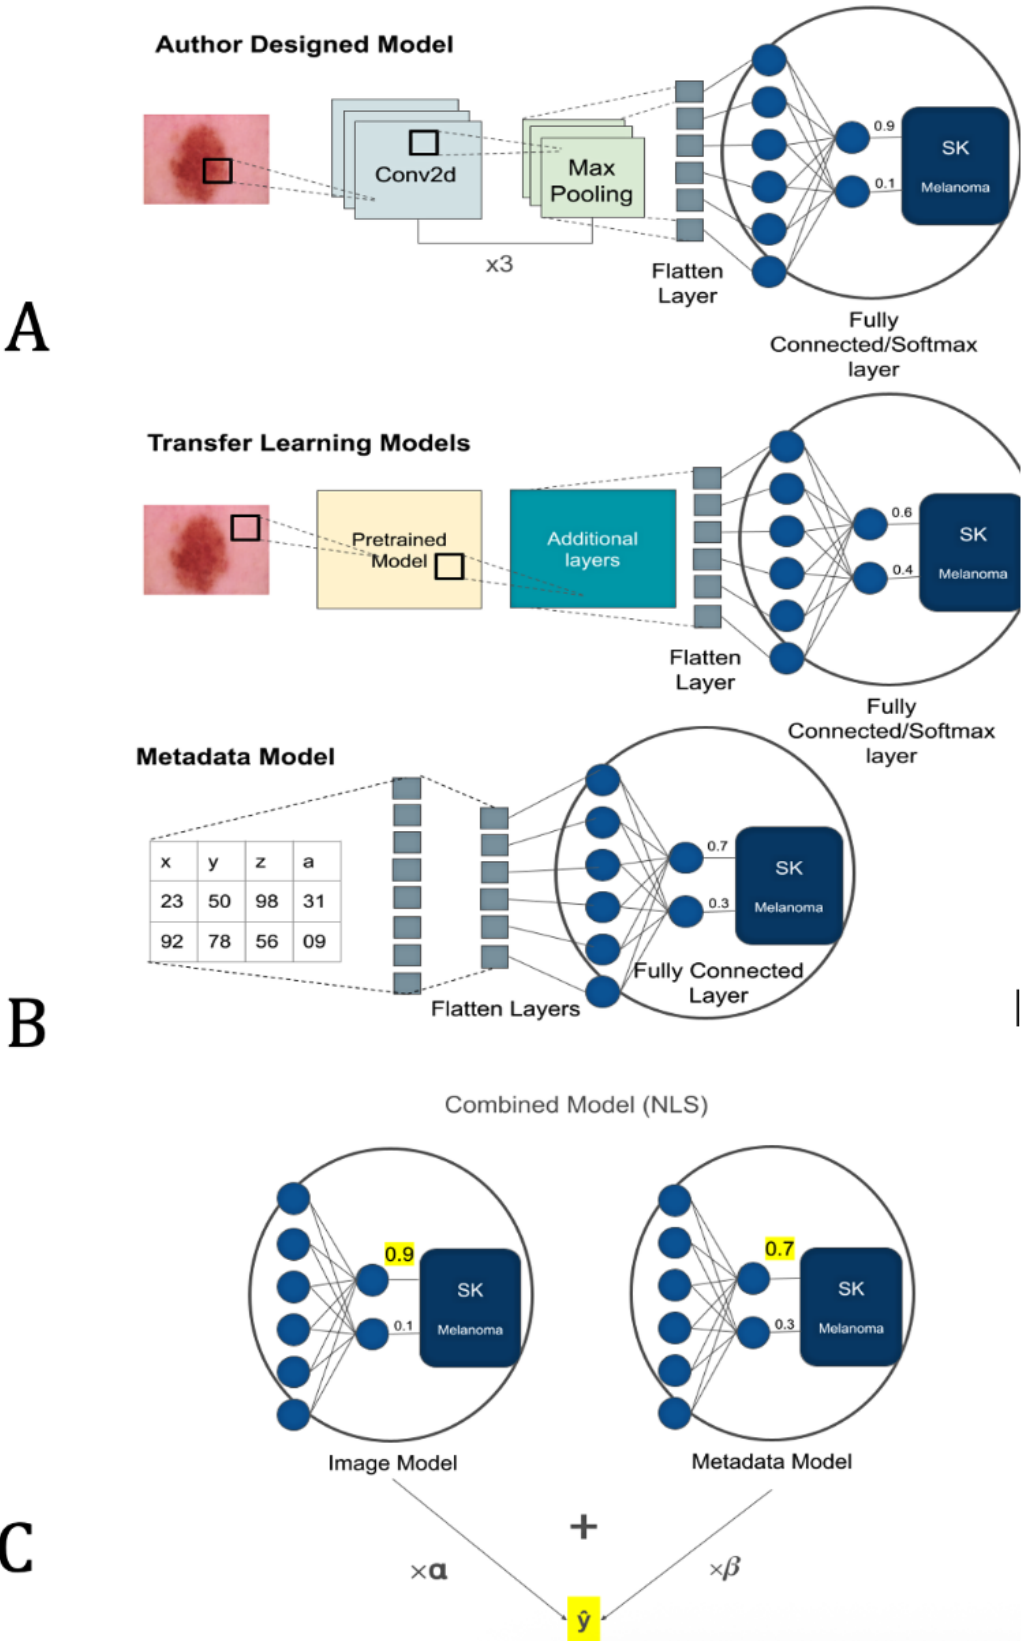 Author Designed Model
Conv2d
Max
Pooling
x3
Flatten
Layer
0.9
0.1
SK
Melanoma
Fully
Connected/Softmax
layer
A
Transfer Learning Models
Pretrained
Model
Additional
layers
Flatten
Layer
0.6
0.4
SK
Melanoma
Fully
Connected/Softmax
layer
Metadata Model
x y z a
23 50 98 31
92 78 56 09
Flatten Layers
0.7
0.3
SK
Melanoma
Fully Connected
Layer
B
Combined Model (NLS)
0.9
0.1
SK
Melanoma
Image Model
0.7
0.3
SK
Melanoma
Metadata Model
+
×α
×β
C
ŷ